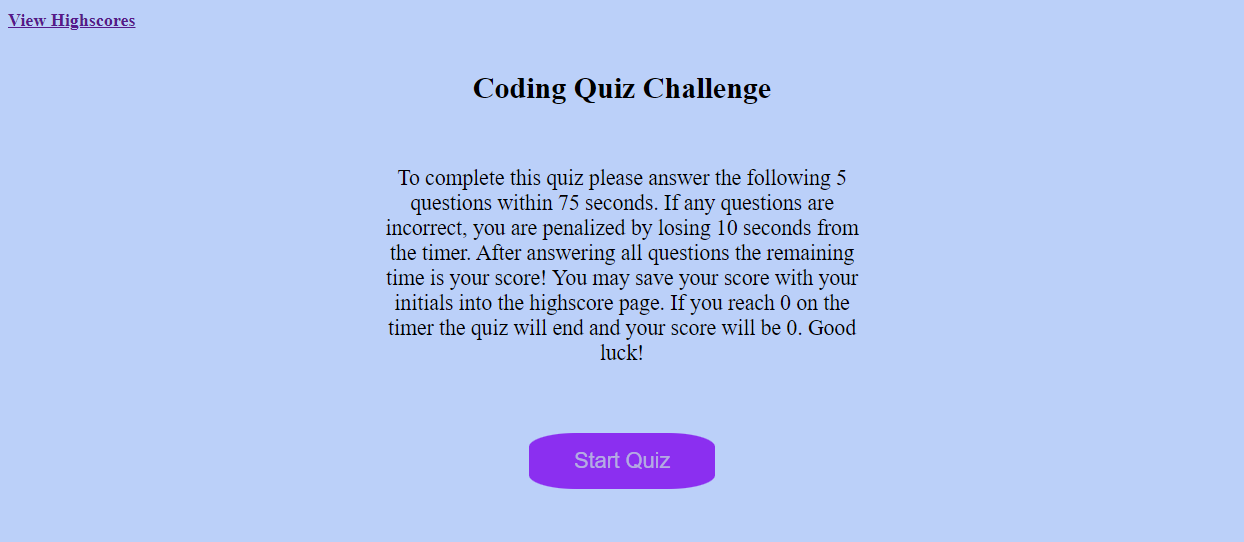 View Highscores
Coding Quiz Challenge
To complete this quiz please answer the following 5
questions within 75 seconds. If any questions are
incorrect, you are penalized by losing 10 seconds from
the timer. After answering all questions the remaining
time is your score! You may save your score with your
initials into the highscore page. If you reach 0 on the
timer the quiz will end and your score will be 0. Good
luck!
Start Quiz